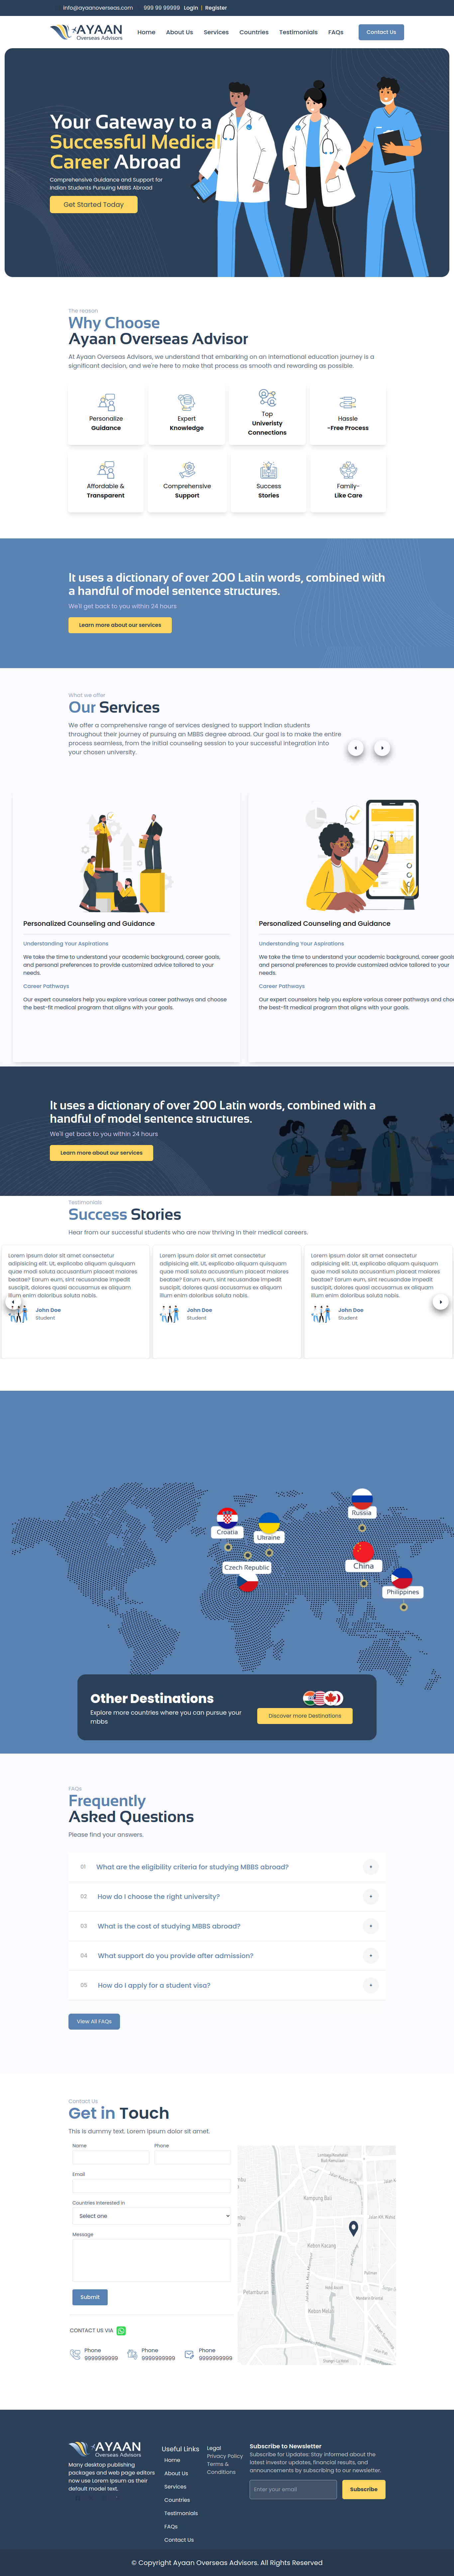 info@ayaanoverseas.com 999 99 99999 Login | Register
AYAAN
Overseas Advisors
Home About Us Services Countries Testimonials FAQs Contact Us
Your Gateway to a
Successful Medical
Career Abroad
Comprehensive Guidance and Support for
Indian Students Pursuing MBBS Abroad
Get Started Today
The reason
Why Choose
Ayaan Overseas Advisor
At Ayaan Overseas Advisors, we understand that embarking on an international education journey is a
significant decision, and we're here to make that process as smooth and rewarding as possible.
Personalize
Guidance
Expert
Knowledge
Top
Univeristy
Connections
Hassle
-Free Process
Affordable &
Transparent
Comprehensive
Support
Success
Stories
Family-
Like Care
It uses a dictionary of over 200 Latin words, combined with
a handful of model sentence structures.
We'll get back to you within 24 hours
Learn more about our services
What we offer
Our Services
We offer a comprehensive range of services designed to support Indian students
throughout their journey of pursuing an MBBS degree abroad. Our goal is to make the entire
process seamless, from the initial counseling session to your successful integration into
your chosen university.
Personalized Counseling and Guidance
Understanding Your Aspirations
We take the time to understand your academic background, career goals,
and personal preferences to provide customized advice tailored to your
needs.
Career Pathways
Our expert counselors help you explore various career pathways and choose
the best-fit medical program that aligns with your goals.
Personalized Counseling and Guidance
Understanding Your Aspirations
We take the time to understand your academic background, career goals
and personal preferences to provide customized advice tailored to your
needs.
Career Pathways
Our expert counselors help you explore various career pathways and cho
the best-fit medical program that aligns with your goals.
It uses a dictionary of over 200 Latin words, combined with a
handful of model sentence structures.
We'll get back to you within 24 hours
Learn more about our services
Testimonials
Success Stories
Hear from our successful students who are now thriving in their medical careers.
Lorem ipsum dolor sit amet consectetur
adipisicing elit. Ut, explicabo aliquam quisquam
quae modi soluta accusantium placeat maiores
beatae? Earum eum, sint recusandae impedit
suscipit, dolores quasi accusamus ex aliquam
illum enim doloribus soluta nobis.
John Doe
Student
Lorem ipsum dolor sit amet consectetur
adipisicing elit. Ut, explicabo aliquam quisquam
quae modi soluta accusantium placeat maiores
beatae? Earum eum, sint recusandae impedit
suscipit, dolores quasi accusamus ex aliquam
illum enim doloribus soluta nobis.
John Doe
Student
Lorem ipsum dolor sit amet consectetur
adipisicing elit. Ut, explicabo aliquam quisquam
quae modi soluta accusantium placeat maiores
beatae? Earum eum, sint recusandae impedit
suscipit, dolores quasi accusamus ex aliquam
illum enim doloribus soluta nobis.
John Doe
Student
Russia
Croatia
Ukraine
Czech Republic
China
Philippines
Other Destinations
Explore more countries where you can pursue your
mbbs
Discover more Destinations
FAQs
Frequently
Asked Questions
Please find your answers.
01 What are the eligibility criteria for studying MBBS abroad? +
02 How do I choose the right university? +
03 What is the cost of studying MBBS abroad? +
04 What support do you provide after admission? +
05 How do I apply for a student visa? +
View All FAQs
Contact Us
Get in Touch
This is dummy text. Lorem ipsum dolor sit amet.
Name Phone
Email
Countries Interested in
Select one
Message
Submit
CONTACT US VIA
Phone
9999999999
Phone
9999999999
Phone
9999999999
Kampung Bali
Kebon Kacang
Kebon Melati
Petamburan
AYAAN
Overseas Advisors
Many desktop publishing
packages and web page editors
now use Lorem Ipsum as their
default model text.
Useful Links
Home
About Us
Services
Countries
Testimonials
FAQs
Contact Us
Legal
Privacy Policy
Terms &
Conditions
Subscribe to Newsletter
Subscribe for Updates: Stay informed about the
latest investor updates, financial results, and
announcements by subscribing to our newsletter.
Enter your email
Subscribe
© Copyright Ayaan Overseas Advisors. All Rights Reserved